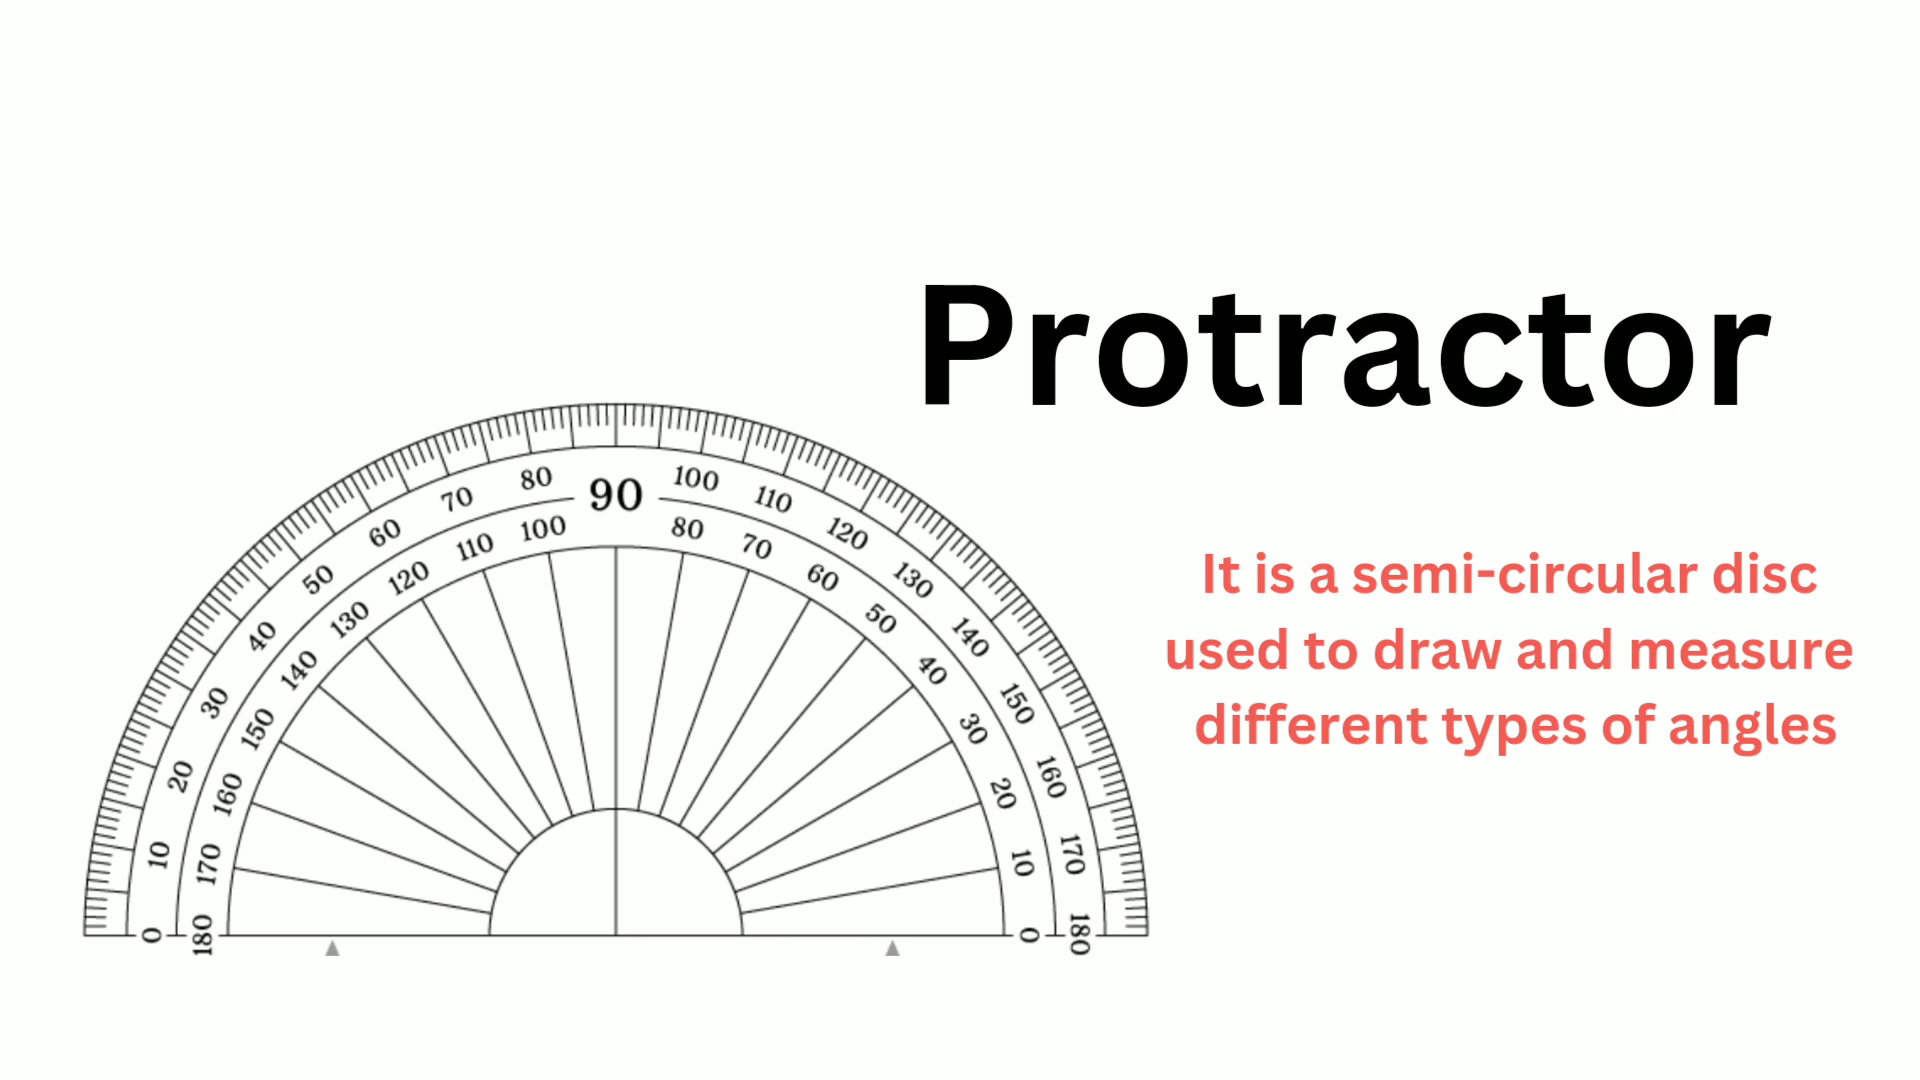 Protractor
It is a semi-circular disc
used to draw and measure
different types of angles
0 10 20 30 40 50 60 70 80 90 100 110 120 130 140 150 160 170 180
180 170 160 150 140 130 120 110 100 80 70 60 50 40 30 20 10 0